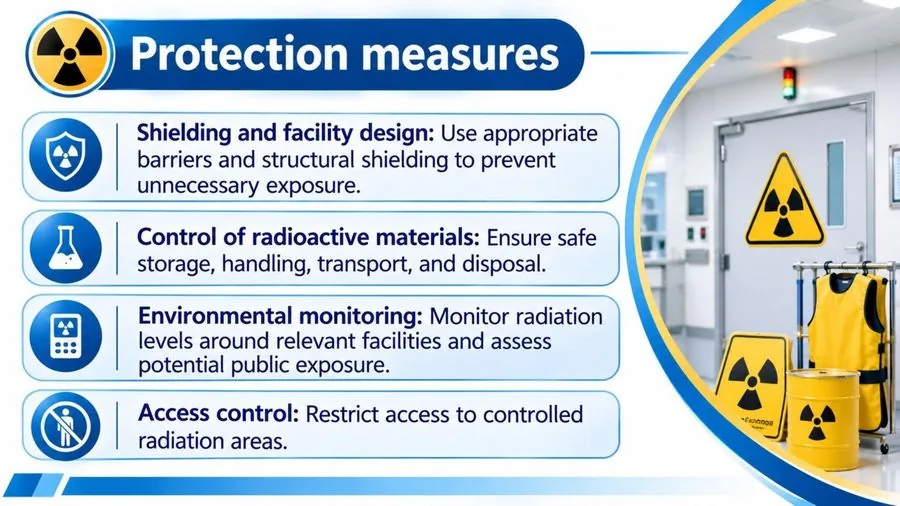 Protection measures
Shielding and facility design: Use appropriate
barriers and structural shielding to prevent
unnecessary exposure.
Control of radioactive materials: Ensure safe
storage, handling, transport, and disposal.
Environmental monitoring: Monitor radiation
levels around relevant facilities and assess
potential public exposure.
Access control: Restrict access to controlled
radiation areas.